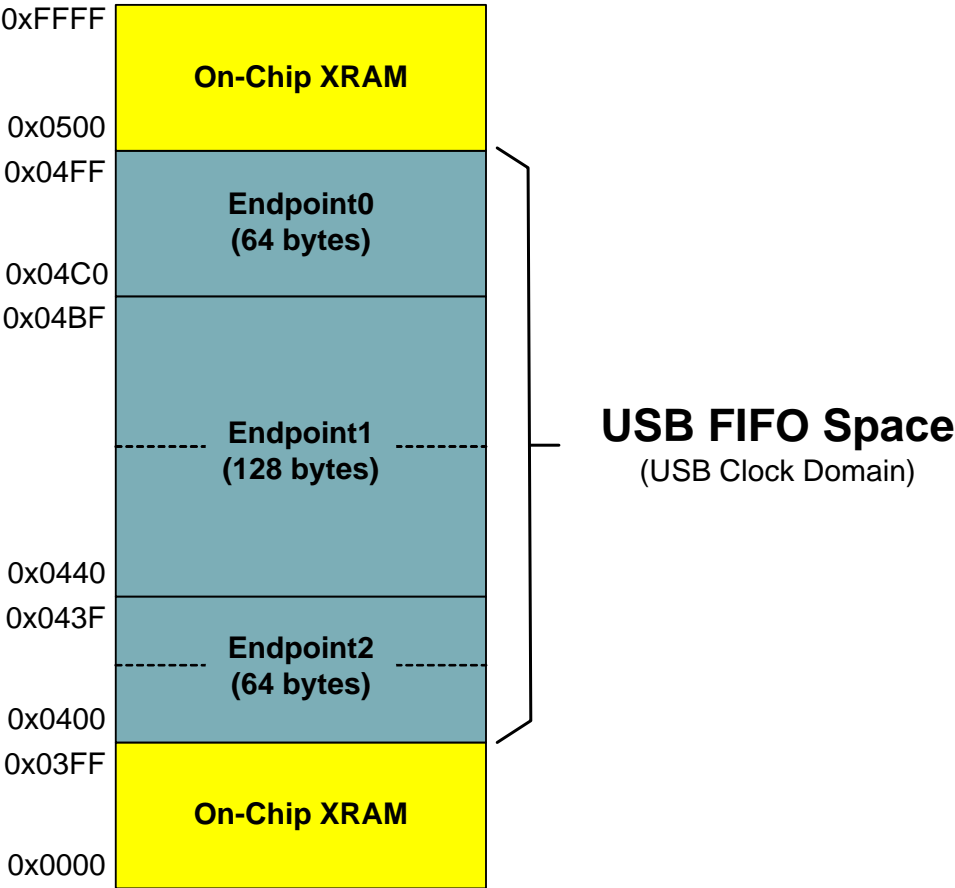 0xFFFF
On-Chip XRAM
0x0500
0x04FF
Endpoint0
(64 bytes)
0x04C0
0x04BF
Endpoint1
(128 bytes)
USB FIFO Space
(USB Clock Domain)
0x0440
0x043F
Endpoint2
(64 bytes)
0x0400
0x03FF
On-Chip XRAM
0x0000